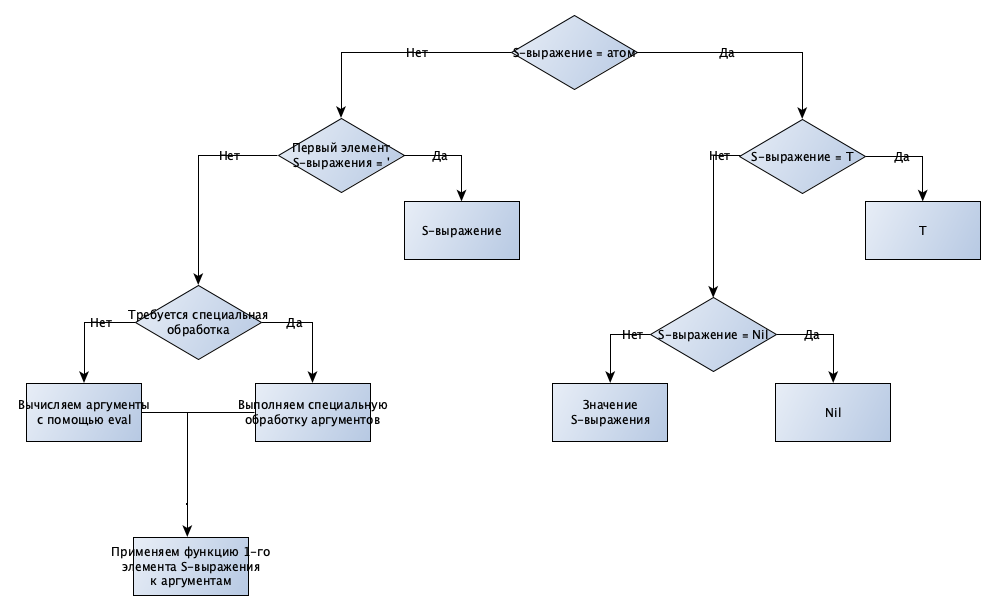 S-выражение = атом
Нет
Да
Первый элемент
S-выражения = '
Нет
Да
S-выражение = T
Нет
Да
S-выражение
T
Требуется специальная
обработка
Нет
Да
S-выражение = Nil
Нет
Да
Вычисляем аргументы
с помощью eval
Выполняем специальную
обработку аргументов
Значение
S-выражения
Nil
Применяем функцию 1-го
элемента S-выражения
к аргументам